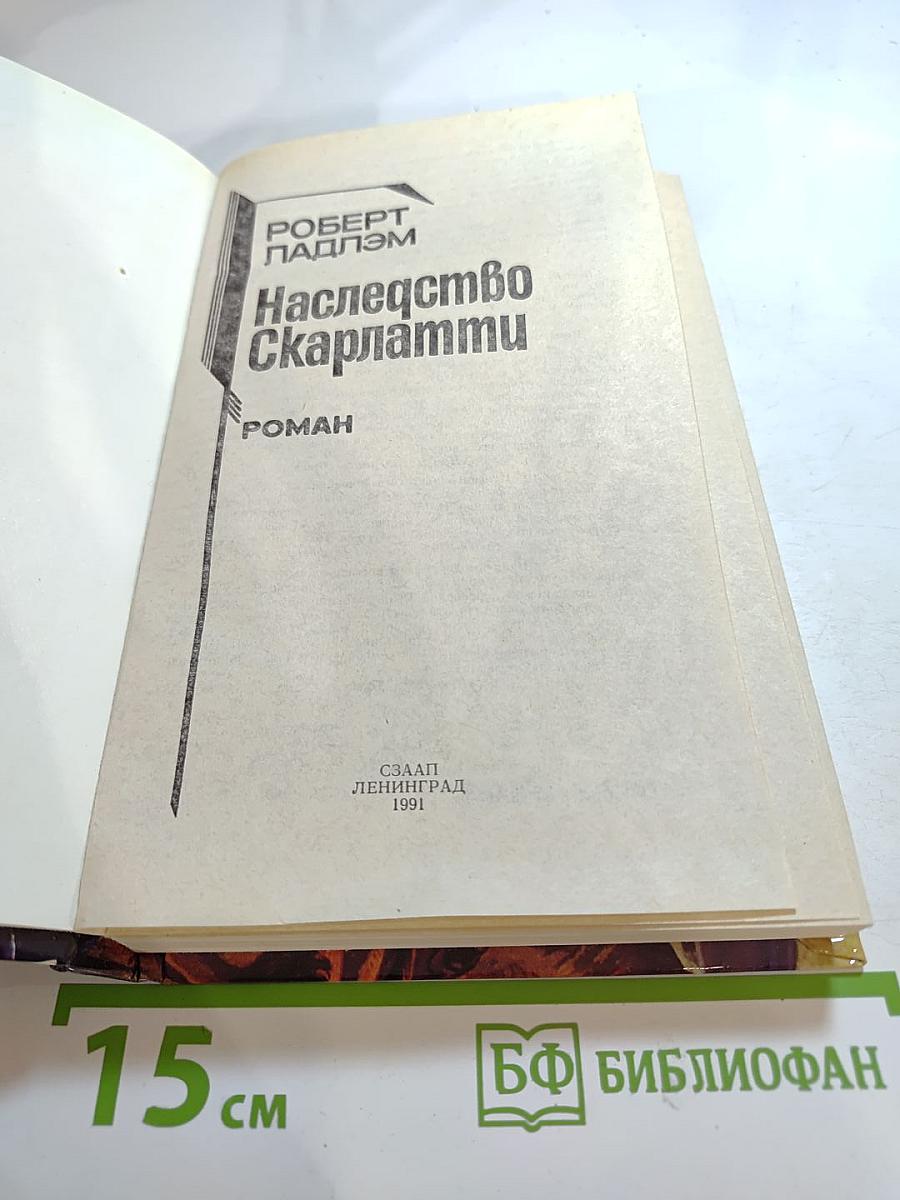 РОБЕРТ
ЛАДЛЭМ
Наследство
Скарлатти
РОМАН
СЗААП
ЛЕНИНГРАД
1991
15 см
БФ БИБЛИОФАН